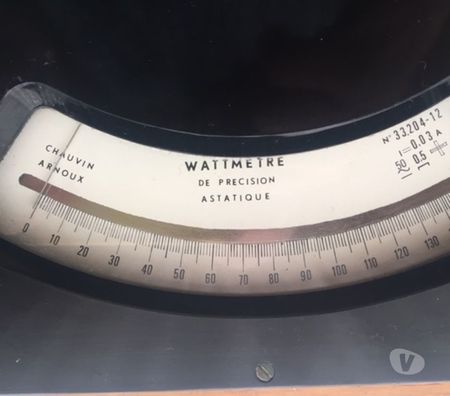 CHAUVIN
ARNOUX
WATTMETRE
DE PRECISION
ASTATIQUE
N° 33.204-12
I=0,03 A
50
0.5
0 10 20 30 40 50 60 70 80 90 100 110 120 130
V